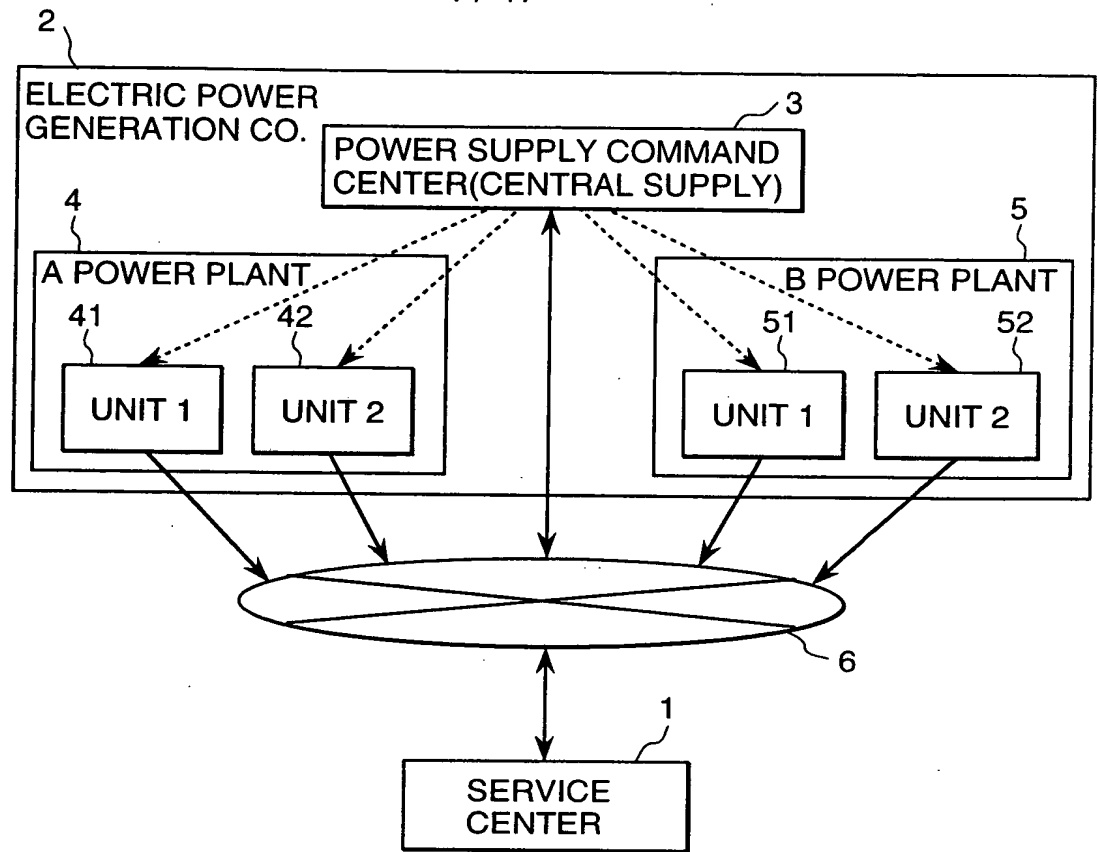 2
ELECTRIC POWER
GENERATION CO.
3
POWER SUPPLY COMMAND
CENTER(CENTRAL SUPPLY)
4
A POWER PLANT
41
42
UNIT 1
UNIT 2
5
B POWER PLANT
51
52
UNIT 1
UNIT 2
6
1
SERVICE
CENTER